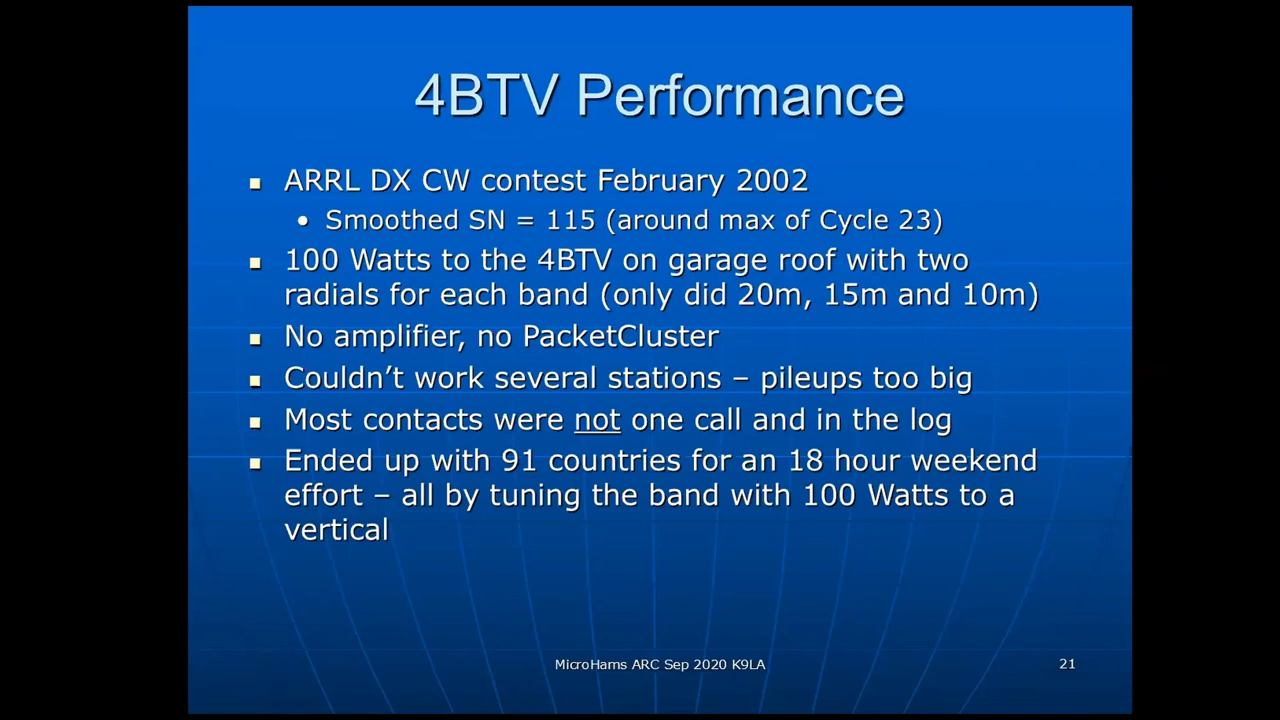 4BTV Performance
ARRL DX CW contest February 2002
Smoothed SN = 115 (around max of Cycle 23)
100 Watts to the 4BTV on garage roof with two
radials for each band (only did 20m, 15m and 10m)
No amplifier, no PacketCluster
Couldn't work several stations – pileups too big
Most contacts were not one call and in the log
Ended up with 91 countries for an 18 hour weekend
effort – all by tuning the band with 100 Watts to a
vertical
MicroHams ARC Sep 2020 K9LA
21